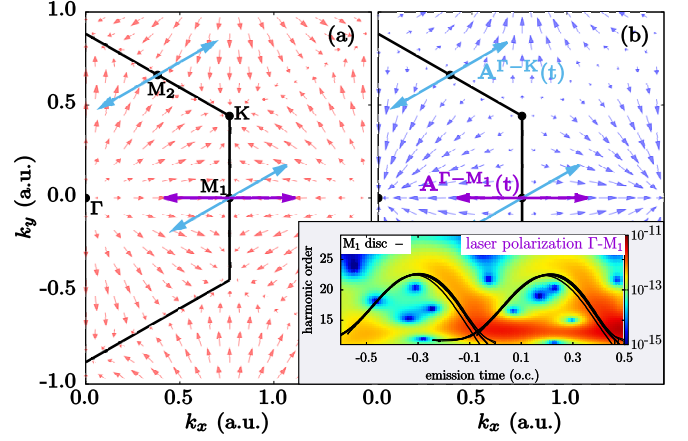 1.0
0.5
0.0
-0.5
-1.0
k_y (a.u.)
(a)
M₂
K
M₁
Γ
0.0
0.5
1.0
k_x (a.u.)
(b)
A^{Γ−K}(t)
A^{Γ−M₁}(t)
0.0
0.5
1.0
k_x (a.u.)
M₁ disc −
laser polarization Γ-M₁
harmonic order
25
20
15
-0.5
-0.3
-0.1
0.1
0.3
0.5
emission time (o.c.)
10⁻¹¹
10⁻¹³
10⁻¹⁵